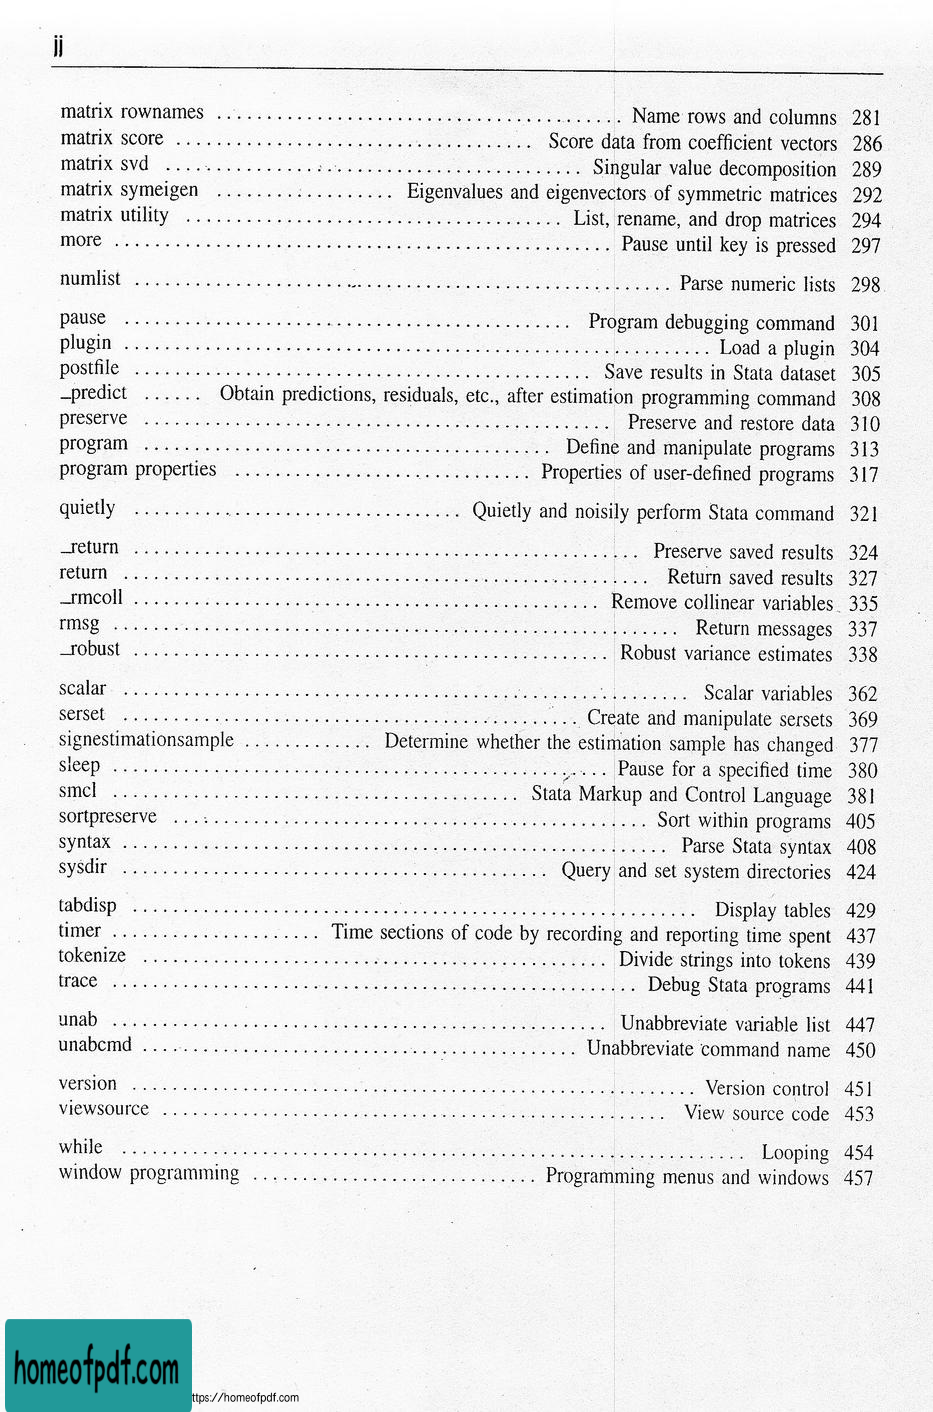 ii
matrix rownames ........................................ Name rows and columns 281
matrix score .................................... Score data from coefficient vectors 286
matrix svd .......................................... Singular value decomposition 289
matrix symeigen .................. Eigenvalues and eigenvectors of symmetric matrices 292
matrix utility ...................................... List, rename, and drop matrices 294
more .................................................. Pause until key is pressed 297
numlist ...................................................... Parse numeric lists 298
pause ............................................. Program debugging command 301
plugin ........................................................... Load a plugin 304
postfile .............................................. Save results in Stata dataset 305
_predict ...... Obtain predictions, residuals, etc., after estimation programming command 308
preserve ............................................... Preserve and restore data 310
program ......................................... Define and manipulate programs 313
program properties .............................. Properties of user-defined programs 317
quietly ................................. Quietly and noisily perform Stata command 321
_return ................................................... Preserve saved results 324
return ..................................................... Return saved results 327
_rmcoll ............................................... Remove collinear variables 335
rmsg ......................................................... Return messages 337
_robust ................................................ Robust variance estimates 338
scalar ......................................................... Scalar variables 362
serset .............................................. Create and manipulate sersets 369
signestimationsample ............. Determine whether the estimation sample has changed 377
sleep .................................................. Pause for a specified time 380
smcl ......................................... Stata Markup and Control Language 381
sortpreserve ................................................ Sort within programs 405
syntax ....................................................... Parse Stata syntax 408
sysdir ........................................... Query and set system directories 424
tabdisp ......................................................... Display tables 429
timer ..................... Time sections of code by recording and reporting time spent 437
tokenize ............................................... Divide strings into tokens 439
trace ..................................................... Debug Stata programs 441
unab .................................................. Unabbreviate variable list 447
unabcmd ............................................ Unabbreviate command name 450
version ......................................................... Version control 451
viewsource ................................................... View source code 453
while ............................................................... Looping 454
window programming ............................. Programming menus and windows 457
homeofpdf.com
ttps://homeofpdf.com